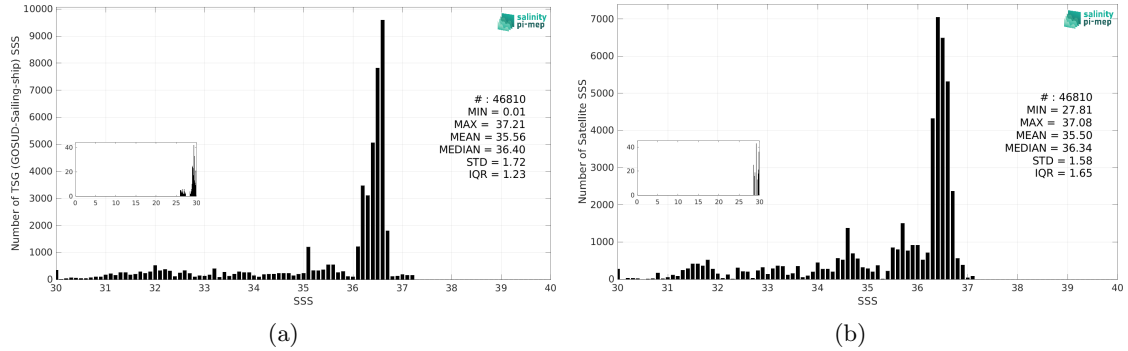 10000
9000
8000
7000
6000
5000
4000
3000
2000
1000
0
Number of TSG (GOSUD-Sailing-ship) SSS
salinity
pi-mep
# : 46810
MIN = 0.01
MAX = 37.21
MEAN = 35.56
MEDIAN = 36.40
STD = 1.72
IQR = 1.23
40
20
0
0 5 10 15 20 25 30
30 31 32 33 34 35 36 37 38 39 40
SSS
(a)
7000
6000
5000
4000
3000
2000
1000
0
Number of Satellite SSS
salinity
pi-mep
# : 46810
MIN = 27.81
MAX = 37.08
MEAN = 35.50
MEDIAN = 36.34
STD = 1.58
IQR = 1.65
40
20
0
0 5 10 15 20 25 30
30 31 32 33 34 35 36 37 38 39 40
SSS
(b)